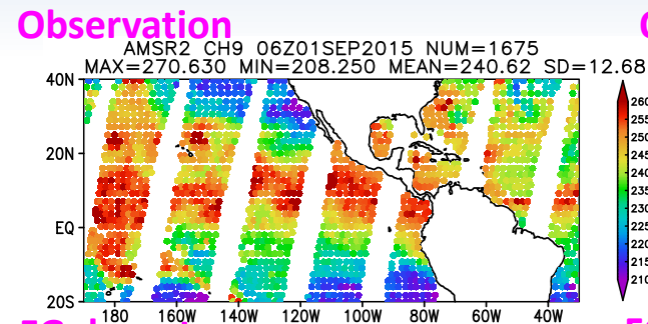 Observation
AMSR2 CH9 06Z01SEP2015 NUM=1675
MAX=270.630 MIN=208.250 MEAN=240.62 SD=12.68
40N
20N
EQ
20S
180 160W 140W 120W 100W 80W 60W 40W
260
255
250
245
240
235
230
225
220
215
210